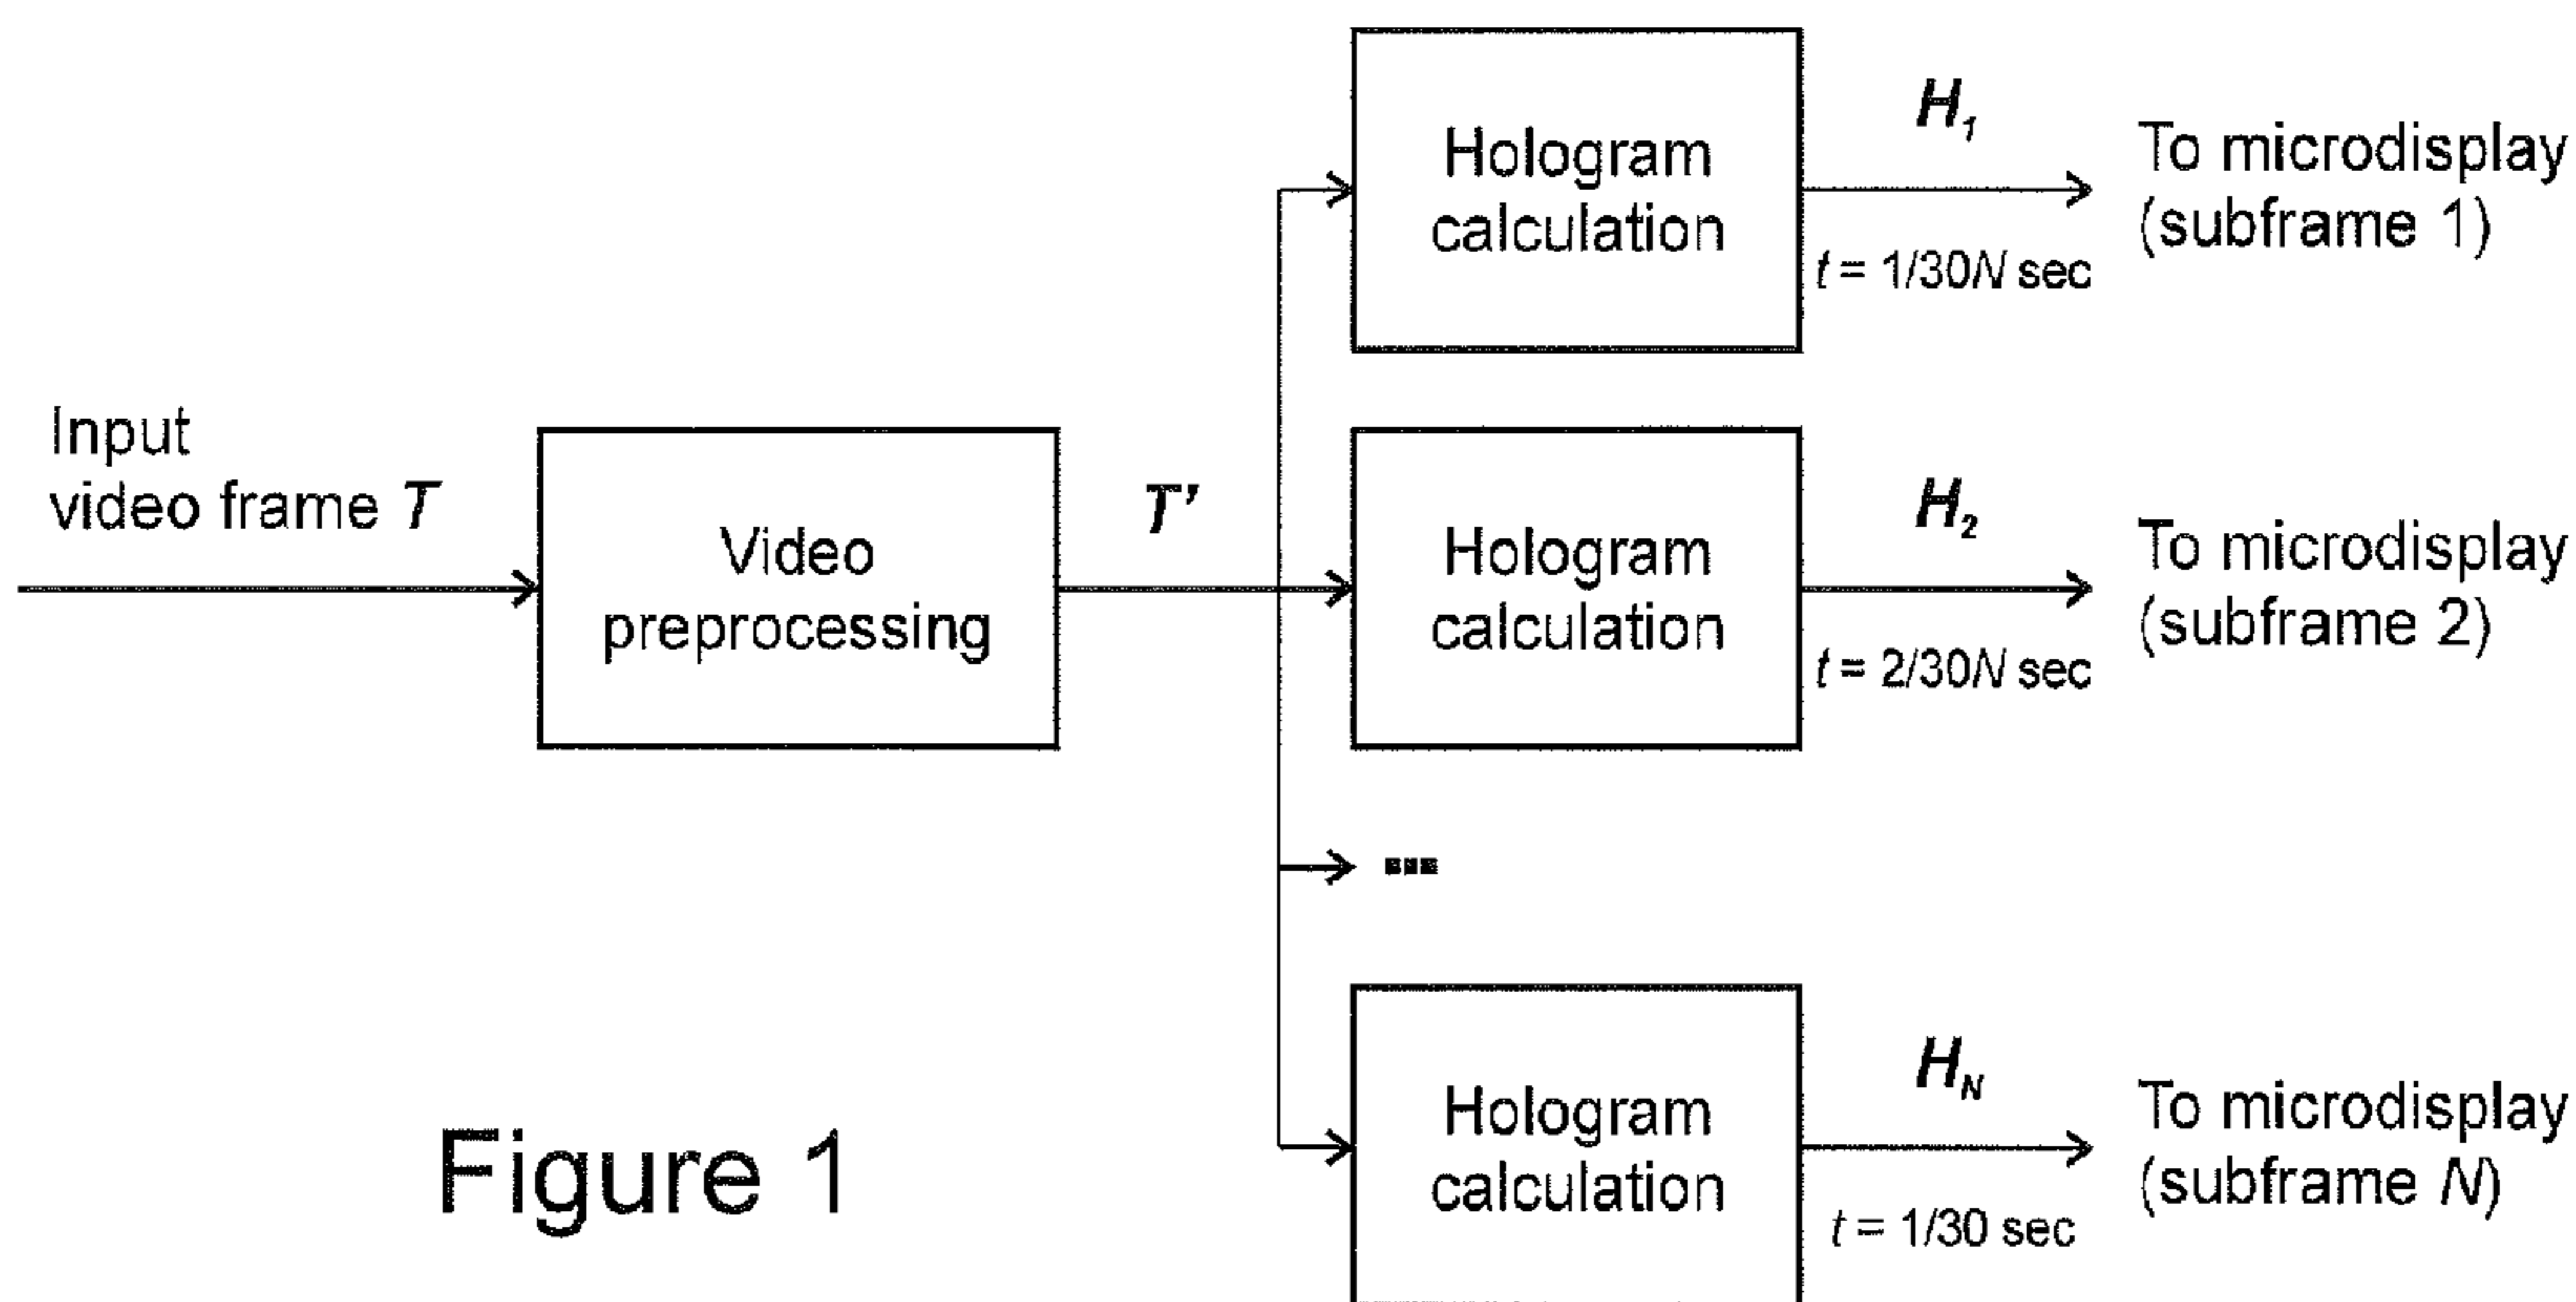 Input
video frame T
Video
preprocessing
T'
Hologram
calculation
H1
t = 1/30N sec
To microdisplay
(subframe 1)
Hologram
calculation
H2
t = 2/30N sec
To microdisplay
(subframe 2)
...
Hologram
calculation
HN
t = 1/30 sec
To microdisplay
(subframe N)
Figure 1